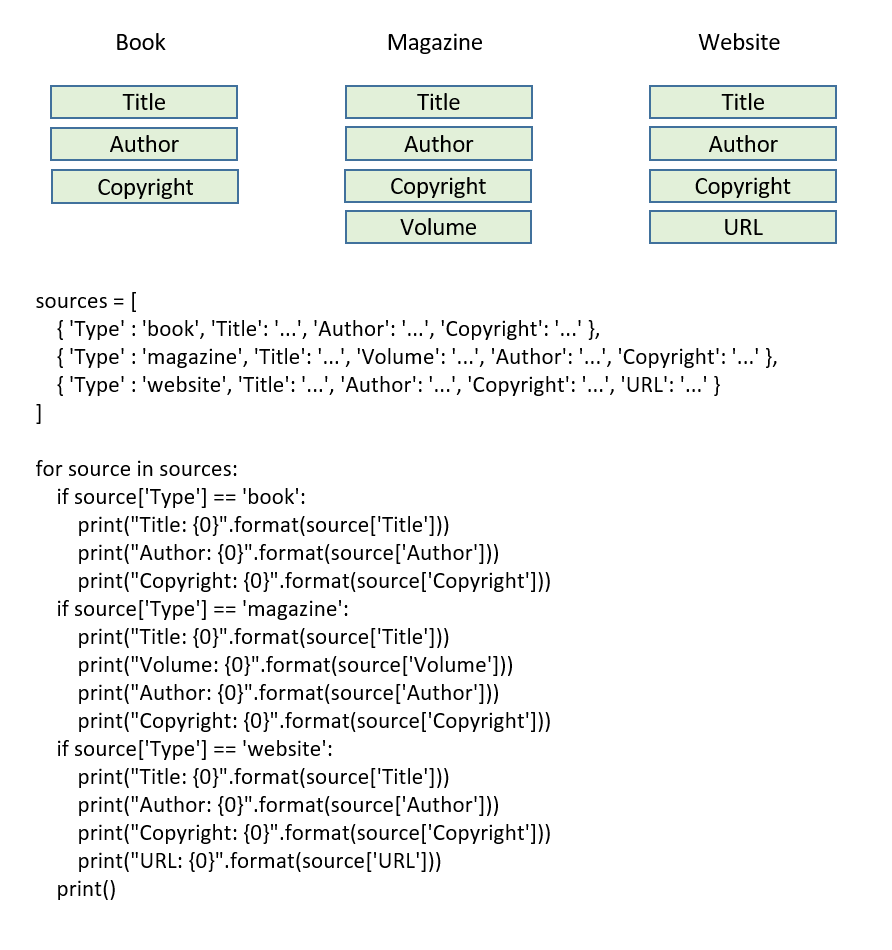 Book Magazine Website
Title Title Title
Author Author Author
Copyright Copyright Copyright
Volume URL
sources = [
    { 'Type' : 'book', 'Title': '...', 'Author': '...', 'Copyright': '...' },
    { 'Type' : 'magazine', 'Title': '...', 'Volume': '...', 'Author': '...', 'Copyright': '...' },
    { 'Type' : 'website', 'Title': '...', 'Author': '...', 'Copyright': '...', 'URL': '...' }
]
for source in sources:
    if source['Type'] == 'book':
        print("Title: {0}".format(source['Title']))
        print("Author: {0}".format(source['Author']))
        print("Copyright: {0}".format(source['Copyright']))
    if source['Type'] == 'magazine':
        print("Title: {0}".format(source['Title']))
        print("Volume: {0}".format(source['Volume']))
        print("Author: {0}".format(source['Author']))
        print("Copyright: {0}".format(source['Copyright']))
    if source['Type'] == 'website':
        print("Title: {0}".format(source['Title']))
        print("Author: {0}".format(source['Author']))
        print("Copyright: {0}".format(source['Copyright']))
        print("URL: {0}".format(source['URL']))
    print()